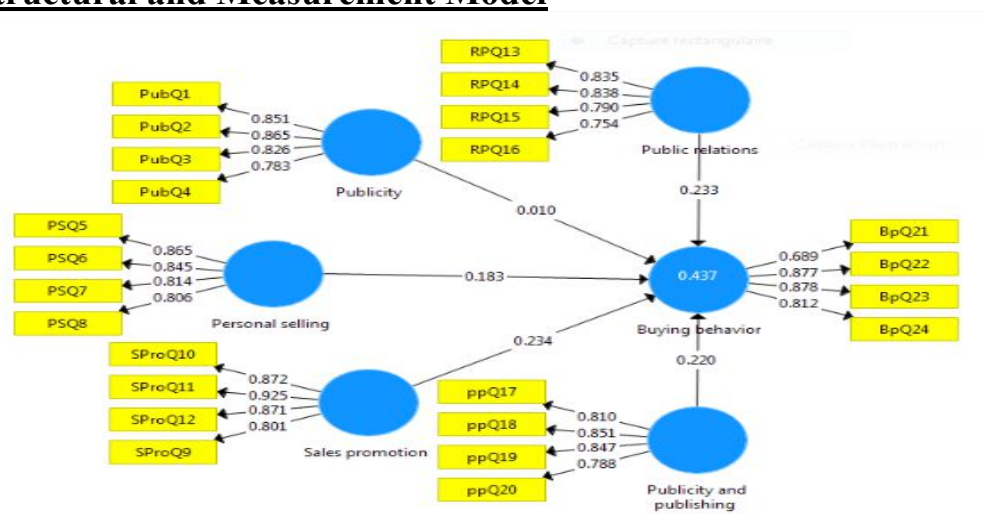 Structural and Measurement Model
Capture rectangulaire
RPQ13
RPQ14
RPQ15
RPQ16
0.835
0.838
0.790
0.754
Public relations
0.233
PubQ1
PubQ2
PubQ3
PubQ4
0.851
0.865
0.826
0.783
Publicity
0.010
PSQ5
PSQ6
PSQ7
PSQ8
0.865
0.845
0.814
0.806
Personal selling
0.183
BpQ21
BpQ22
BpQ23
BpQ24
0.689
0.877
0.878
0.812
0.437
Buying behavior
SProQ10
SProQ11
SProQ12
SProQ9
0.872
0.925
0.871
0.801
Sales promotion
0.234
ppQ17
ppQ18
ppQ19
ppQ20
0.810
0.851
0.847
0.788
Publicity and
publishing
0.220